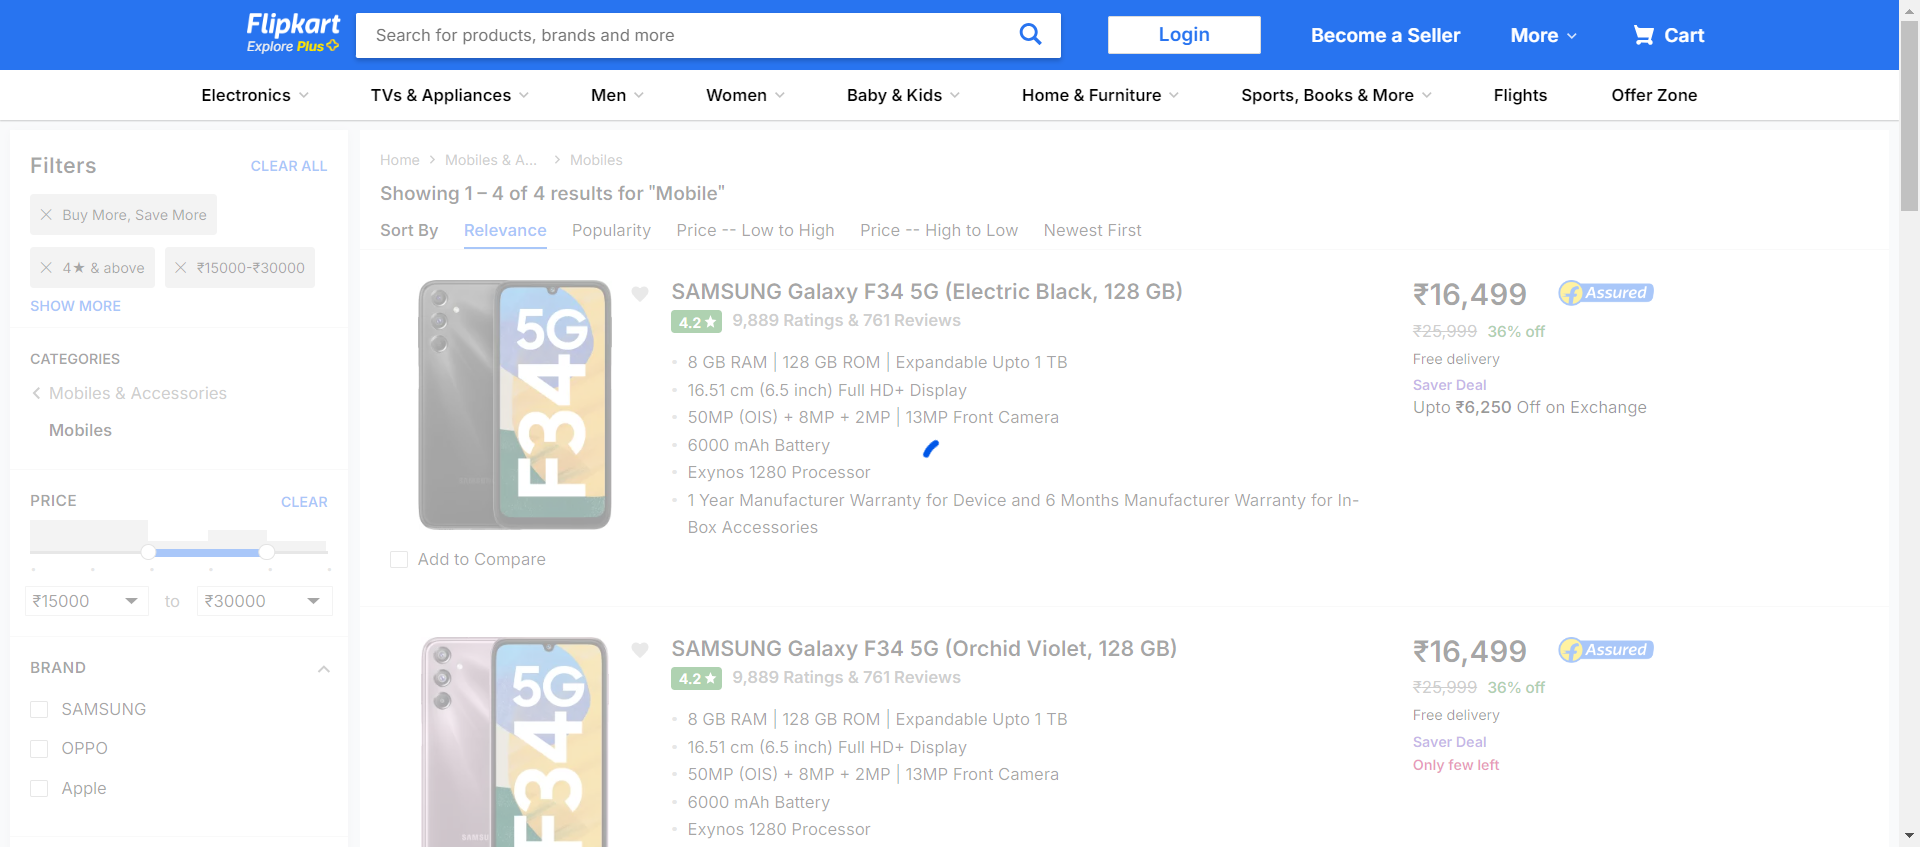 Flipkart
Explore Plus
Search for products, brands and more
Login
Become a Seller
More
Cart
Electronics
TVs & Appliances
Men
Women
Baby & Kids
Home & Furniture
Sports, Books & More
Flights
Offer Zone
Filters
CLEAR ALL
Buy More, Save More
4★ & above
₹15000-₹30000
SHOW MORE
CATEGORIES
Mobiles & Accessories
Mobiles
PRICE
CLEAR
₹15000
to
₹30000
BRAND
SAMSUNG
OPPO
Apple
Home
Mobiles & A...
Mobiles
Showing 1 – 4 of 4 results for "Mobile"
Sort By
Relevance
Popularity
Price -- Low to High
Price -- High to Low
Newest First
5G
F34
SAMSUNG
Add to Compare
SAMSUNG Galaxy F34 5G (Electric Black, 128 GB)
4.2★
9,889 Ratings & 761 Reviews
8 GB RAM | 128 GB ROM | Expandable Upto 1 TB
16.51 cm (6.5 inch) Full HD+ Display
50MP (OIS) + 8MP + 2MP | 13MP Front Camera
6000 mAh Battery
Exynos 1280 Processor
1 Year Manufacturer Warranty for Device and 6 Months Manufacturer Warranty for In-
Box Accessories
₹16,499
f Assured
₹25,999
36% off
Free delivery
Saver Deal
Upto ₹6,250 Off on Exchange
5G
F34
SAMSUNG
SAMSUNG Galaxy F34 5G (Orchid Violet, 128 GB)
4.2★
9,889 Ratings & 761 Reviews
8 GB RAM | 128 GB ROM | Expandable Upto 1 TB
16.51 cm (6.5 inch) Full HD+ Display
50MP (OIS) + 8MP + 2MP | 13MP Front Camera
6000 mAh Battery
Exynos 1280 Processor
₹16,499
f Assured
₹25,999
36% off
Free delivery
Saver Deal
Only few left